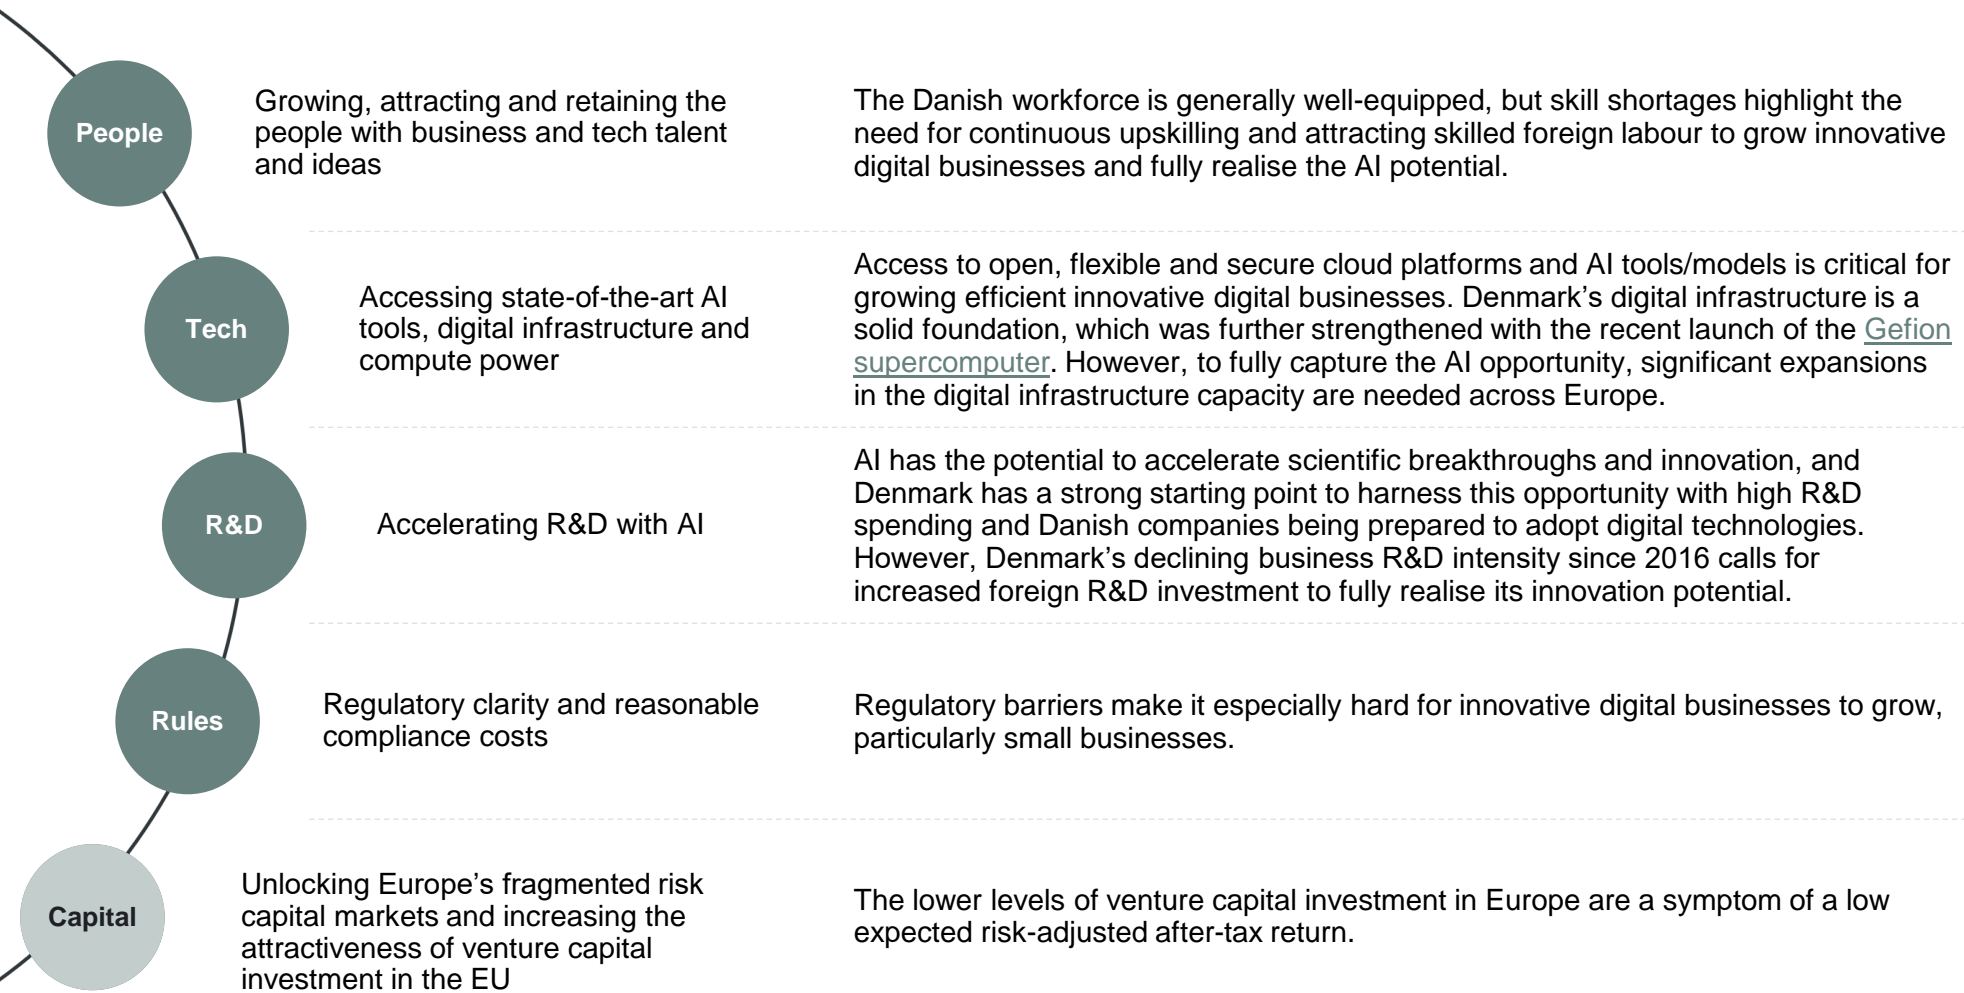 People
Growing, attracting and retaining the
people with business and tech talent
and ideas
The Danish workforce is generally well-equipped, but skill shortages highlight the
need for continuous upskilling and attracting skilled foreign labour to grow innovative
digital businesses and fully realise the AI potential.
Tech
Accessing state-of-the-art AI
tools, digital infrastructure and
compute power
Access to open, flexible and secure cloud platforms and AI tools/models is critical for
growing efficient innovative digital businesses. Denmark’s digital infrastructure is a
solid foundation, which was further strengthened with the recent launch of the Gefion
supercomputer. However, to fully capture the AI opportunity, significant expansions
in the digital infrastructure capacity are needed across Europe.
R&D
Accelerating R&D with AI
AI has the potential to accelerate scientific breakthroughs and innovation, and
Denmark has a strong starting point to harness this opportunity with high R&D
spending and Danish companies being prepared to adopt digital technologies.
However, Denmark’s declining business R&D intensity since 2016 calls for
increased foreign R&D investment to fully realise its innovation potential.
Rules
Regulatory clarity and reasonable
compliance costs
Regulatory barriers make it especially hard for innovative digital businesses to grow,
particularly small businesses.
Capital
Unlocking Europe’s fragmented risk
capital markets and increasing the
attractiveness of venture capital
investment in the EU
The lower levels of venture capital investment in Europe are a symptom of a low
expected risk-adjusted after-tax return.